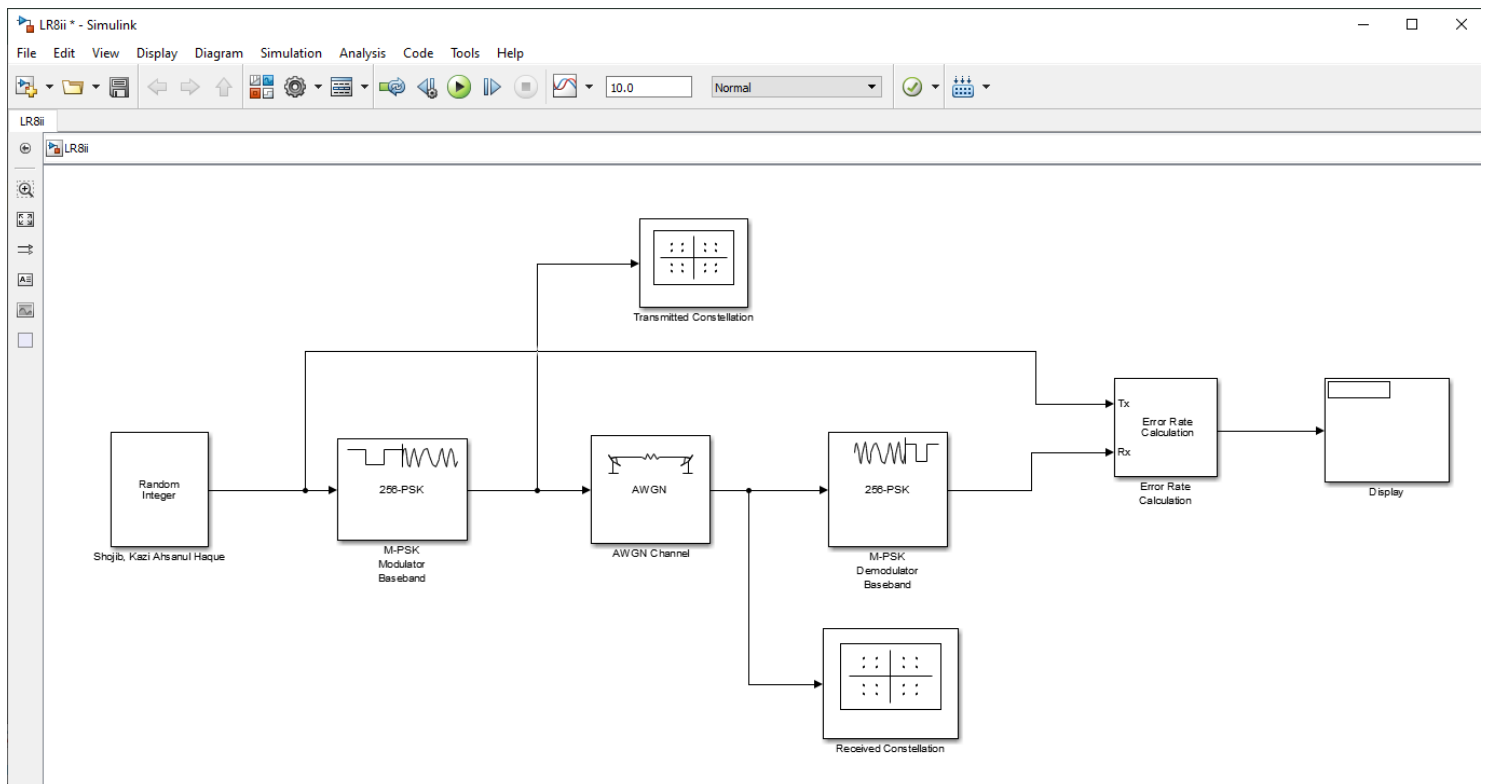 LR8ii * - Simulink
File Edit View Display Diagram Simulation Analysis Code Tools Help
10.0 Normal
LR8ii
LR8ii
Transmitted Constellation
Random
Integer
Shojib, Kazi Ahsanul Haque
256-PSK
M-PSK
Modulator
Baseband
AWGN
AWGN Channel
256-PSK
M-PSK
Demodulator
Baseband
Tx
Error Rate
Calculation
Rx
Error Rate
Calculation
Display
Received Constellation